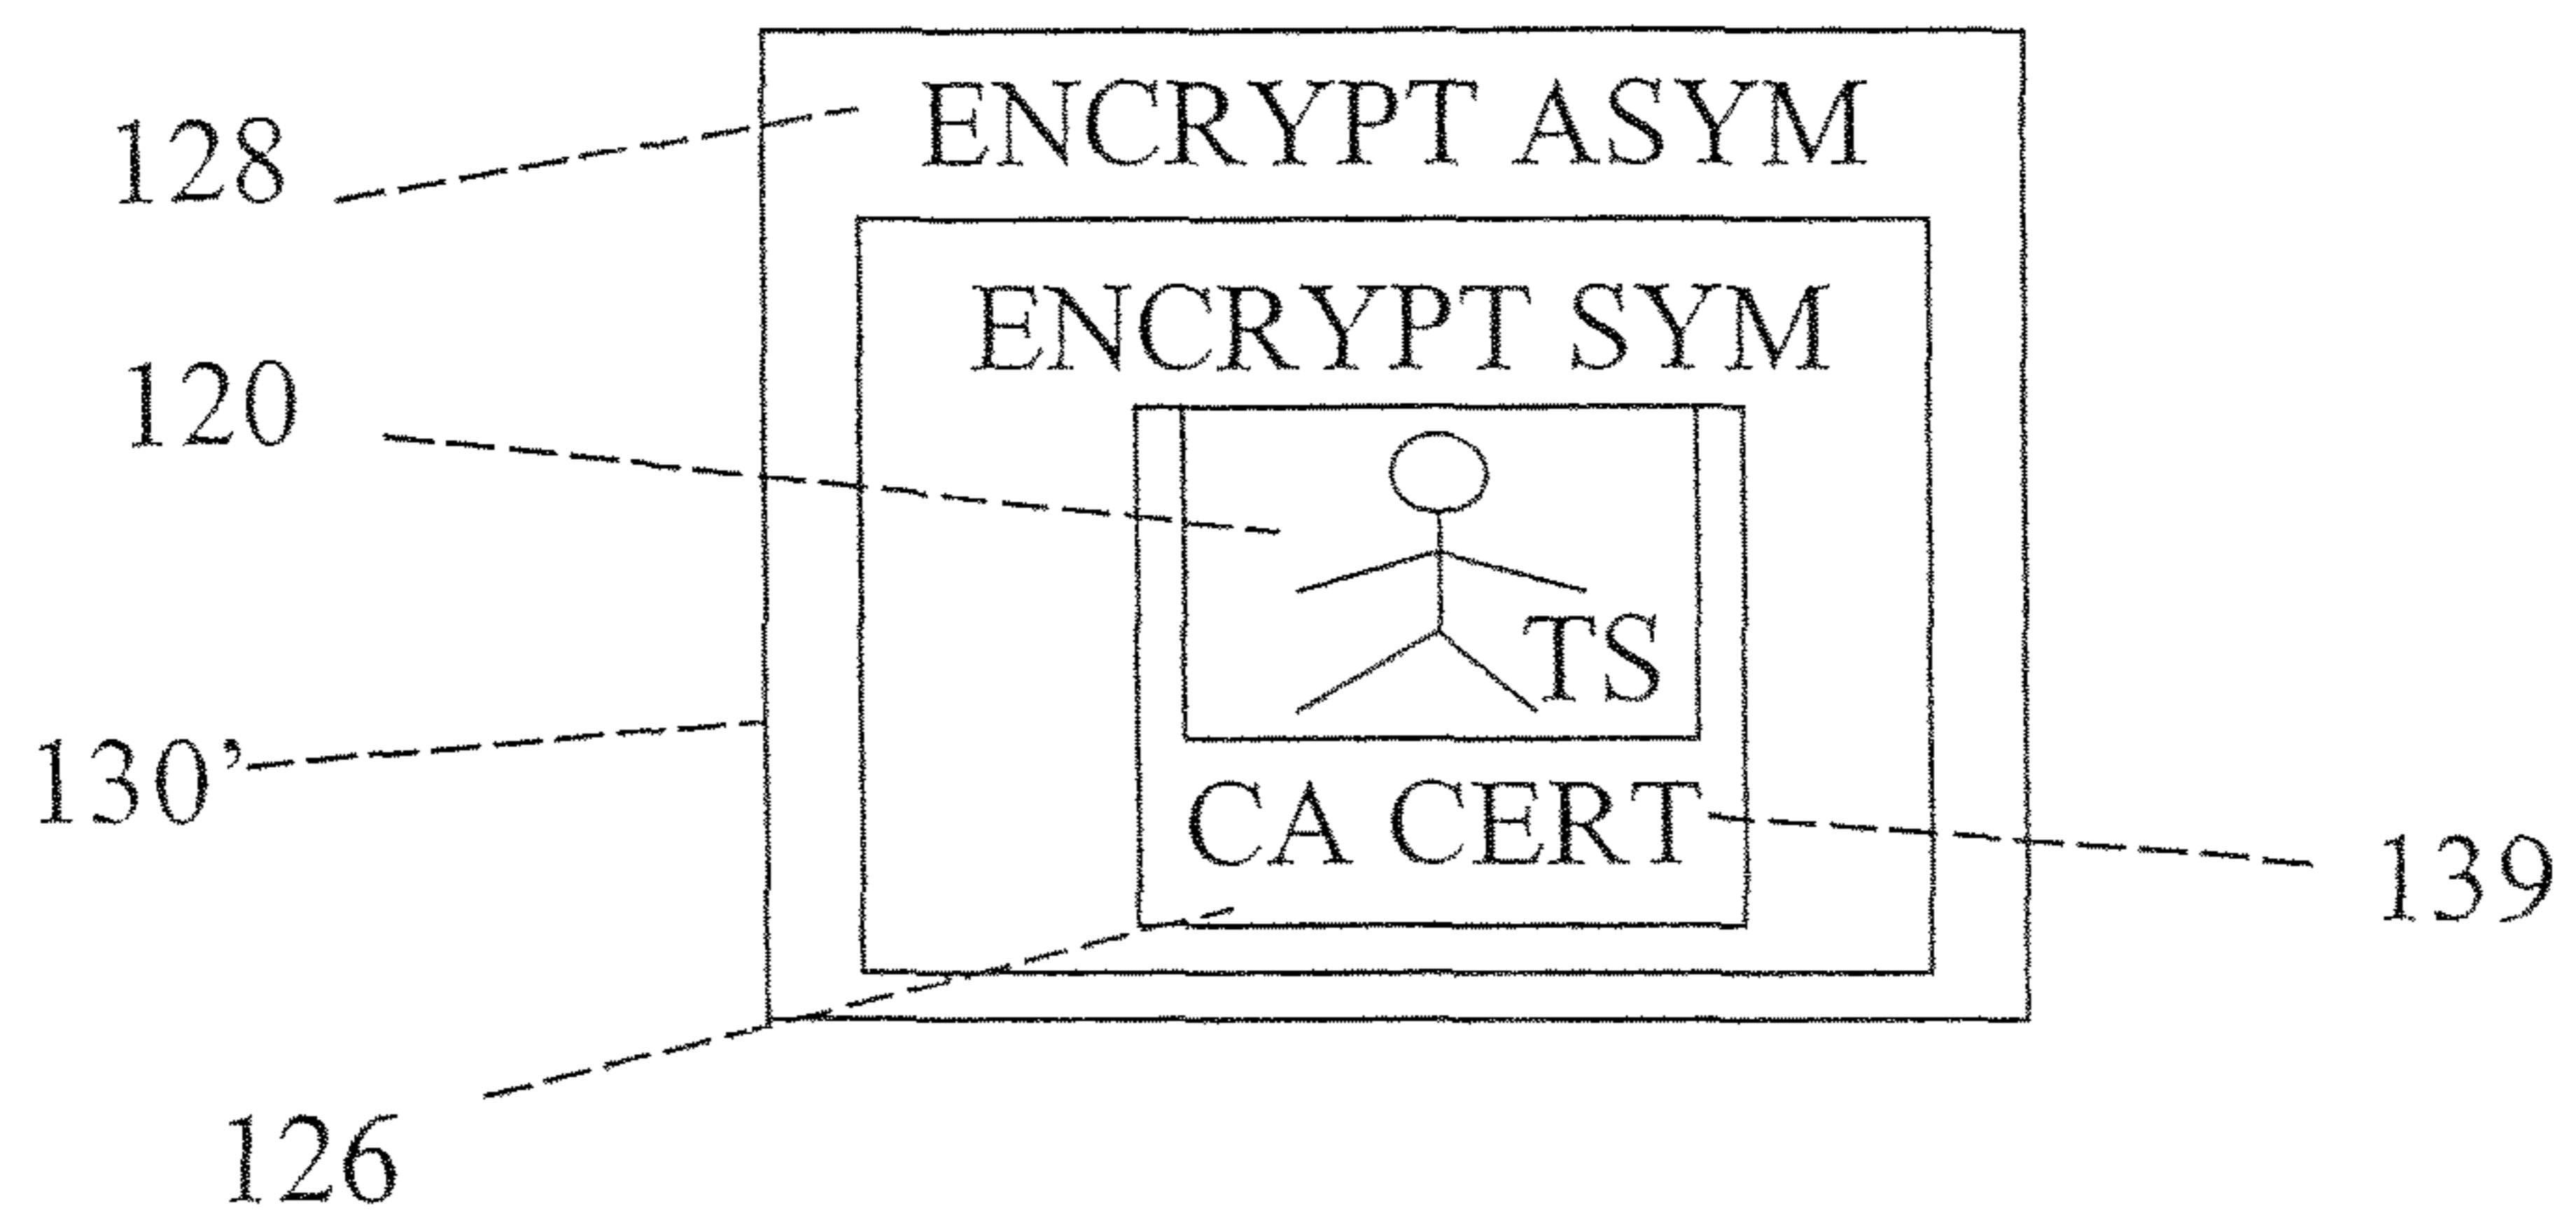 ENCRYPT ASYM
128
ENCRYPT SYM
120
TS
130’
CA CERT
139
126